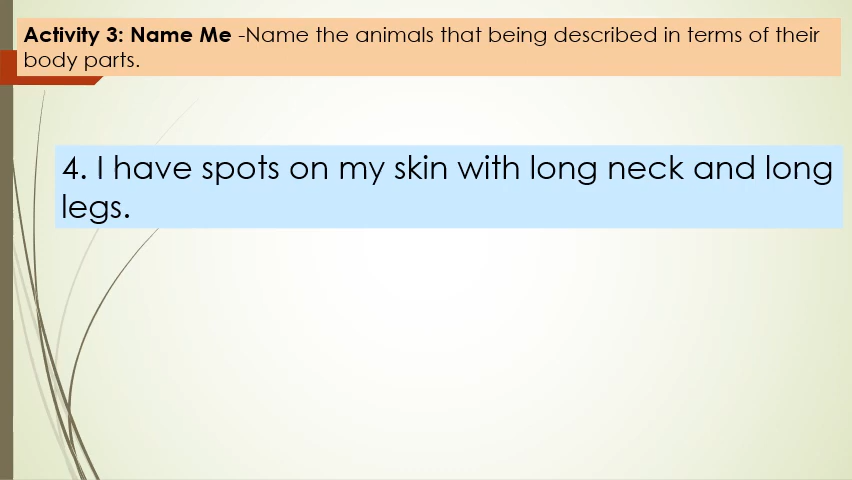 Activity 3: Name Me -Name the animals that being described in terms of their
body parts.
4. I have spots on my skin with long neck and long
legs.